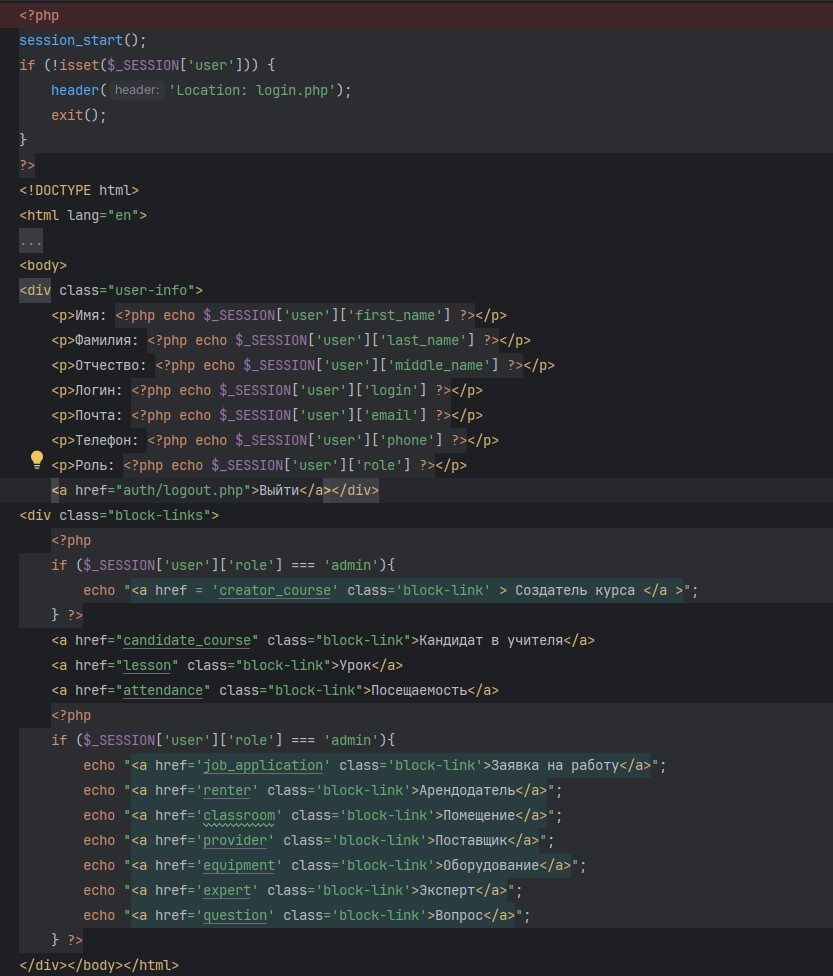 <?php
session_start();
if (!isset($_SESSION['user'])) {
    header( header: 'Location: login.php');
    exit();
}
?>
<!DOCTYPE html>
<html lang="en">
...
<body>
<div class="user-info">
    <p>Имя: <?php echo $_SESSION['user']['first_name'] ?></p>
    <p>Фамилия: <?php echo $_SESSION['user']['last_name'] ?></p>
    <p>Отчество: <?php echo $_SESSION['user']['middle_name'] ?></p>
    <p>Логин: <?php echo $_SESSION['user']['login'] ?></p>
    <p>Почта: <?php echo $_SESSION['user']['email'] ?></p>
    <p>Телефон: <?php echo $_SESSION['user']['phone'] ?></p>
    <p>Роль: <?php echo $_SESSION['user']['role'] ?></p>
    <a href="auth/logout.php">Выйти</a></div>
<div class="block-links">
    <?php
    if ($_SESSION['user']['role'] === 'admin'){
        echo "<a href = 'creator_course' class='block-link' > Создатель курса </a >";
    } ?>
    <a href="candidate_course" class="block-link">Кандидат в учителя</a>
    <a href="lesson" class="block-link">Урок</a>
    <a href="attendance" class="block-link">Посещаемость</a>
    <?php
    if ($_SESSION['user']['role'] === 'admin'){
        echo "<a href='job_application' class='block-link'>Заявка на работу</a>";
        echo "<a href='renter' class='block-link'>Арендодатель</a>";
        echo "<a href='classroom' class='block-link'>Помещение</a>";
        echo "<a href='provider' class='block-link'>Поставщик</a>";
        echo "<a href='equipment' class='block-link'>Оборудование</a>";
        echo "<a href='expert' class='block-link'>Эксперт</a>";
        echo "<a href='question' class='block-link'>Вопрос</a>";
    } ?>
</div></body></html>